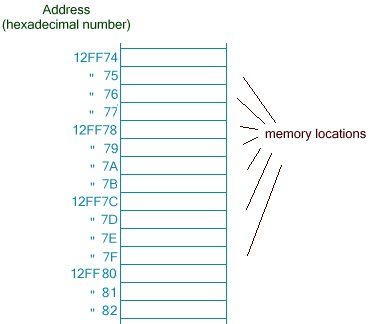 Address
(hexadecimal number)
12FF74
" 75
" 76
" 77
12FF78
" 79
" 7A
" 7B
12FF7C
" 7D
" 7E
" 7F
12FF80
" 81
" 82
memory locations